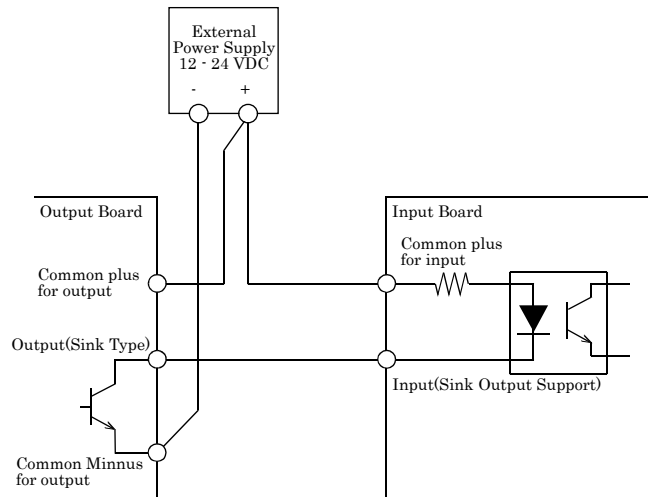 External
Power Supply
12 - 24 VDC
- +
Output Board
Input Board
Common plus
for input
Common plus
for output
Output(Sink Type)
Input(Sink Output Support)
Common Minnus
for output